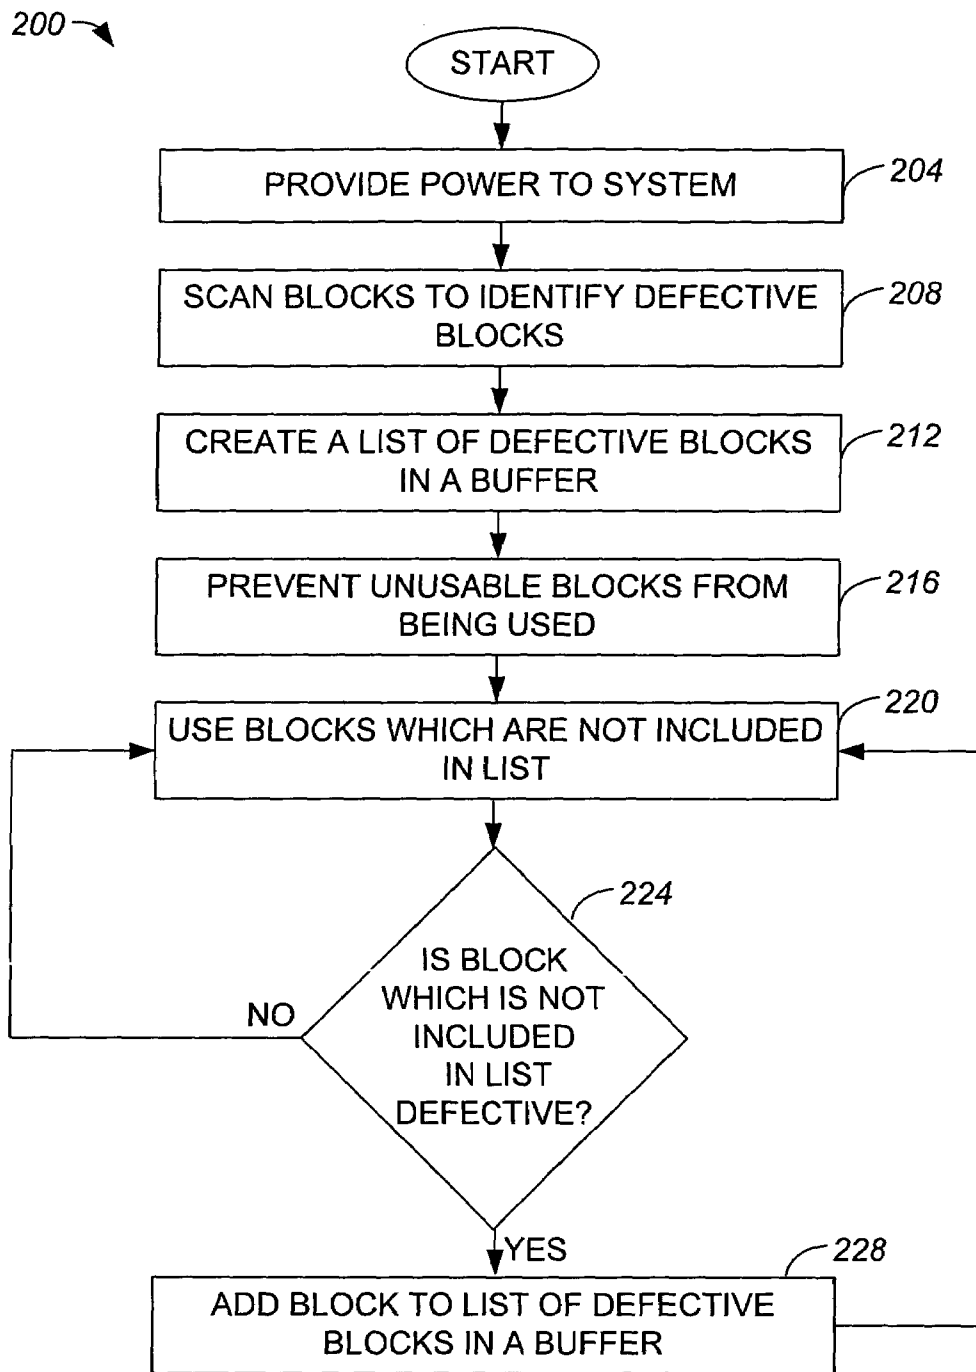 200
START
PROVIDE POWER TO SYSTEM
204
SCAN BLOCKS TO IDENTIFY DEFECTIVE
BLOCKS
208
CREATE A LIST OF DEFECTIVE BLOCKS
IN A BUFFER
212
PREVENT UNUSABLE BLOCKS FROM
BEING USED
216
USE BLOCKS WHICH ARE NOT INCLUDED
IN LIST
220
IS BLOCK
WHICH IS NOT
INCLUDED
IN LIST
DEFECTIVE?
224
NO
YES
ADD BLOCK TO LIST OF DEFECTIVE
BLOCKS IN A BUFFER
228